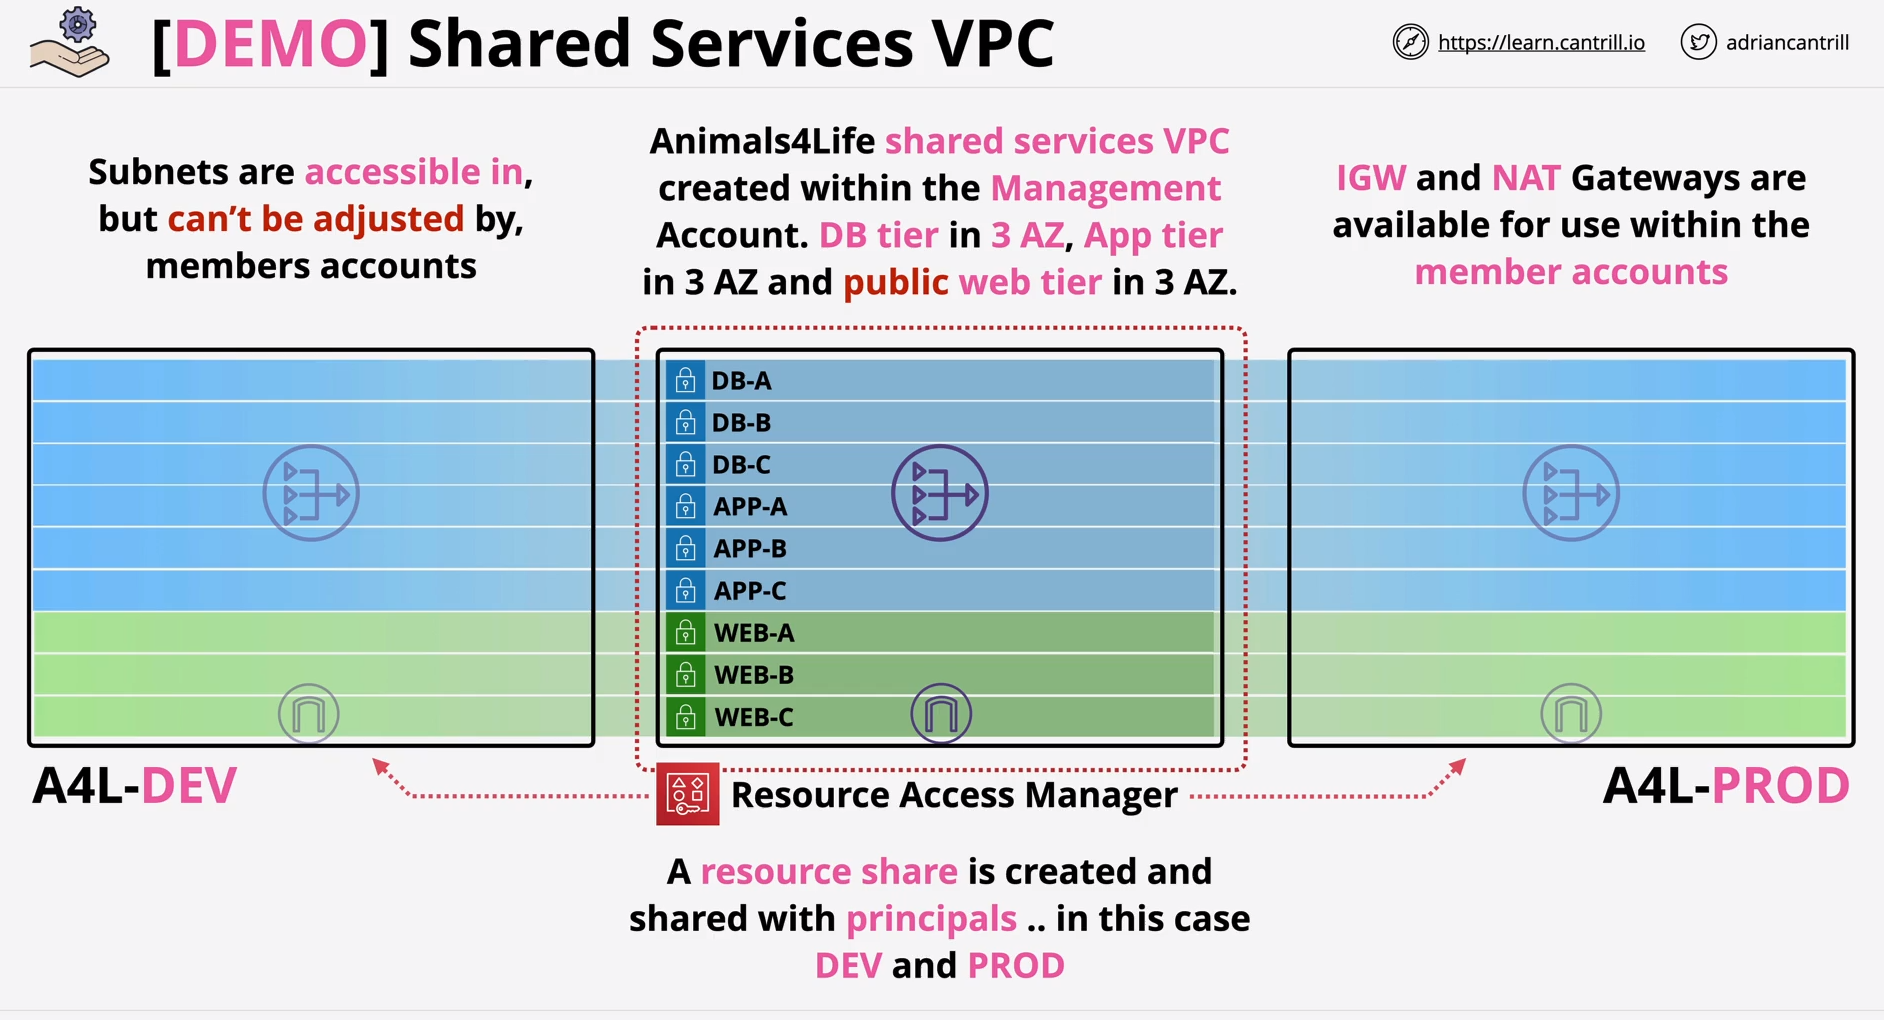 [DEMO] Shared Services VPC
https://learn.cantrill.io
adriancantrill
Subnets are accessible in,
but can't be adjusted by,
members accounts
Animals4Life shared services VPC
created within the Management
Account. DB tier in 3 AZ, App tier
in 3 AZ and public web tier in 3 AZ.
IGW and NAT Gateways are
available for use within the
member accounts
DB-A
DB-B
DB-C
APP-A
APP-B
APP-C
WEB-A
WEB-B
WEB-C
A4L-DEV
Resource Access Manager
A4L-PROD
A resource share is created and
shared with principals .. in this case
DEV and PROD